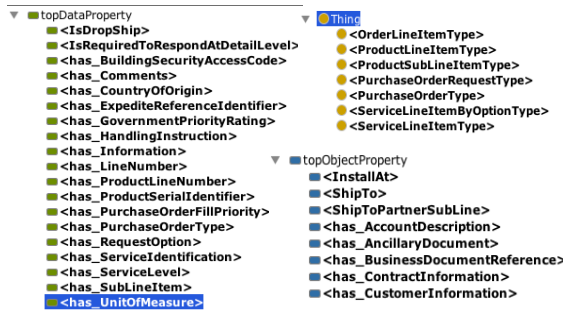 topDataProperty
<IsDropShip>
<IsRequiredToRespondAtDetailLevel>
<has_BuildingSecurityAccessCode>
<has_Comments>
<has_CountryOfOrigin>
<has_ExpediteReferenceIdentifier>
<has_GovernmentPriorityRating>
<has_HandlingInstruction>
<has_Information>
<has_LineNumber>
<has_ProductLineNumber>
<has_ProductSerialIdentifier>
<has_PurchaseOrderFillPriority>
<has_PurchaseOrderType>
<has_RequestOption>
<has_ServiceIdentification>
<has_ServiceLevel>
<has_SubLineItem>
<has_UnitOfMeasure>
Thing
<OrderLineItemType>
<ProductLineItemType>
<ProductSubLineItemType>
<PurchaseOrderRequestType>
<PurchaseOrderType>
<ServiceLineItemByOptionType>
<ServiceLineItemType>
topObjectProperty
<InstallAt>
<ShipTo>
<ShipToPartnerSubLine>
<has_AccountDescription>
<has_AncillaryDocument>
<has_BusinessDocumentReference>
<has_ContractInformation>
<has_CustomerInformation>